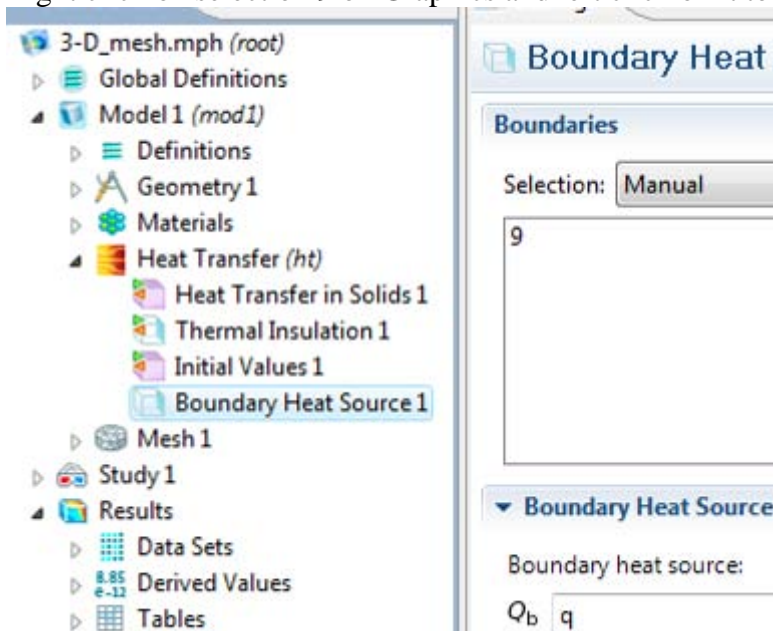 3-D_mesh.mph (root)
Global Definitions
Model 1 (mod1)
Definitions
Geometry 1
Materials
Heat Transfer (ht)
Heat Transfer in Solids 1
Thermal Insulation 1
Initial Values 1
Boundary Heat Source 1
Mesh 1
Study 1
Results
Data Sets
8.85
e-12
Derived Values
Tables
Boundary Heat
Boundaries
Selection: Manual
9
Boundary Heat Source
Boundary heat source:
Qb q